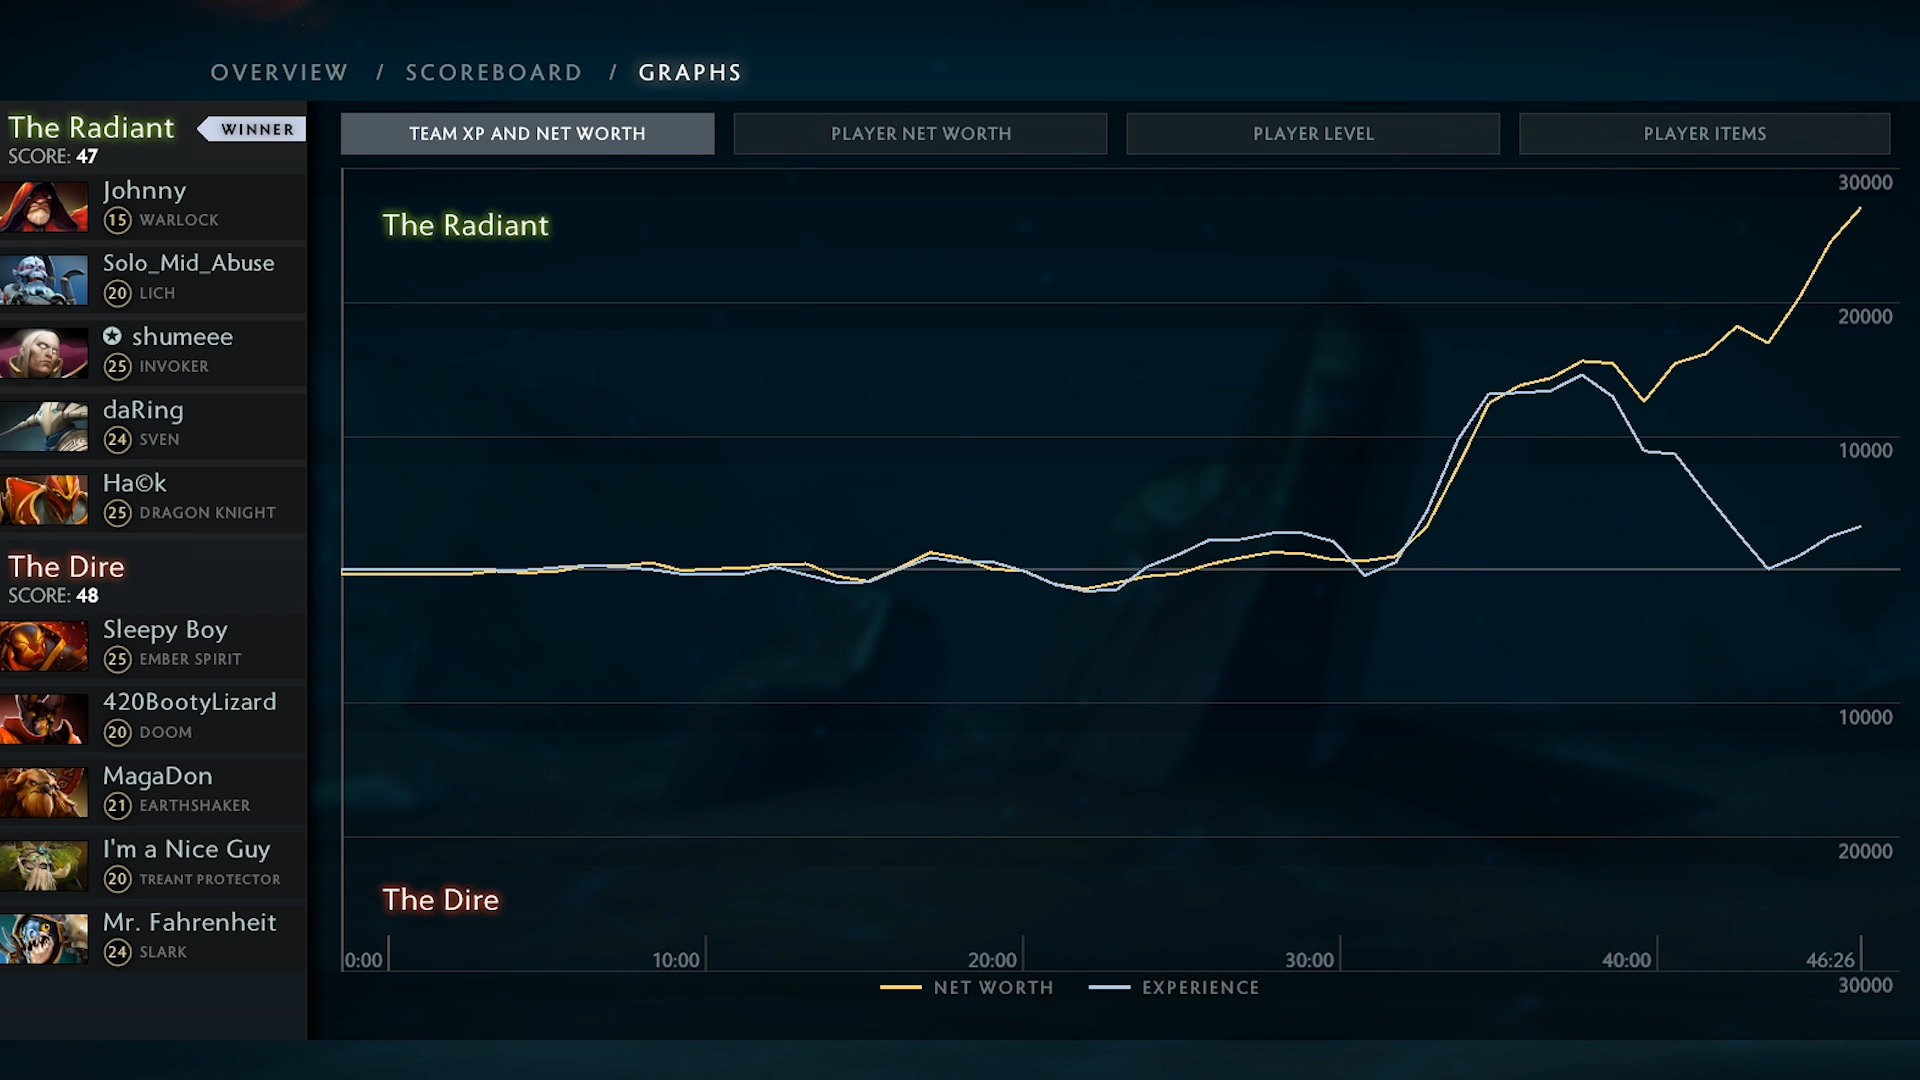 OVERVIEW / SCOREBOARD / GRAPHS
The Radiant WINNER
SCORE: 47
Johnny
15 WARLOCK
Solo_Mid_Abuse
20 LICH
shumeee
25 INVOKER
daRing
24 SVEN
Ha©k
25 DRAGON KNIGHT
The Dire
SCORE: 48
Sleepy Boy
25 EMBER SPIRIT
420BootyLizard
20 DOOM
MagaDon
21 EARTHSHAKER
I'm a Nice Guy
20 TREANT PROTECTOR
Mr. Fahrenheit
24 SLARK
TEAM XP AND NET WORTH PLAYER NET WORTH PLAYER LEVEL PLAYER ITEMS
30000
The Radiant
20000
10000
10000
20000
The Dire
0:00 10:00 20:00 30:00 40:00 46:26
30000
NET WORTH EXPERIENCE